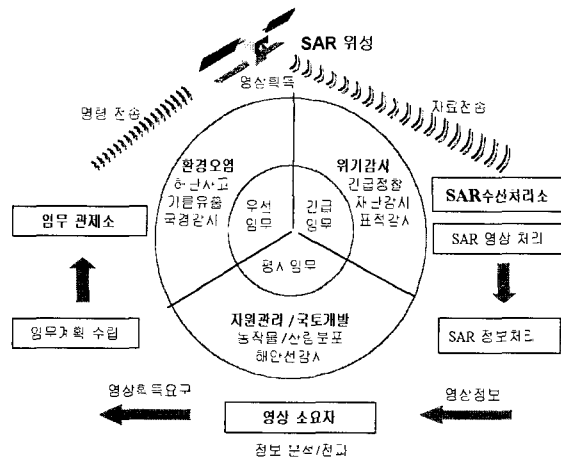 SAR 위성
영상획득
명령 전송
자료전송
환경오염
해난사고
기름유출
국경감시
위기감시
긴급정찰
재난감시
표적감시
우선
임무
긴급
임무
평시 임무
자원관리 / 국토개발
농작물/산림분포
해안선감시
임무 관제소
임무계획 수립
SAR수신처리소
SAR 영상 처리
SAR 정보처리
영상획득요구
영상정보
영상 소요자
정보 분석/전파